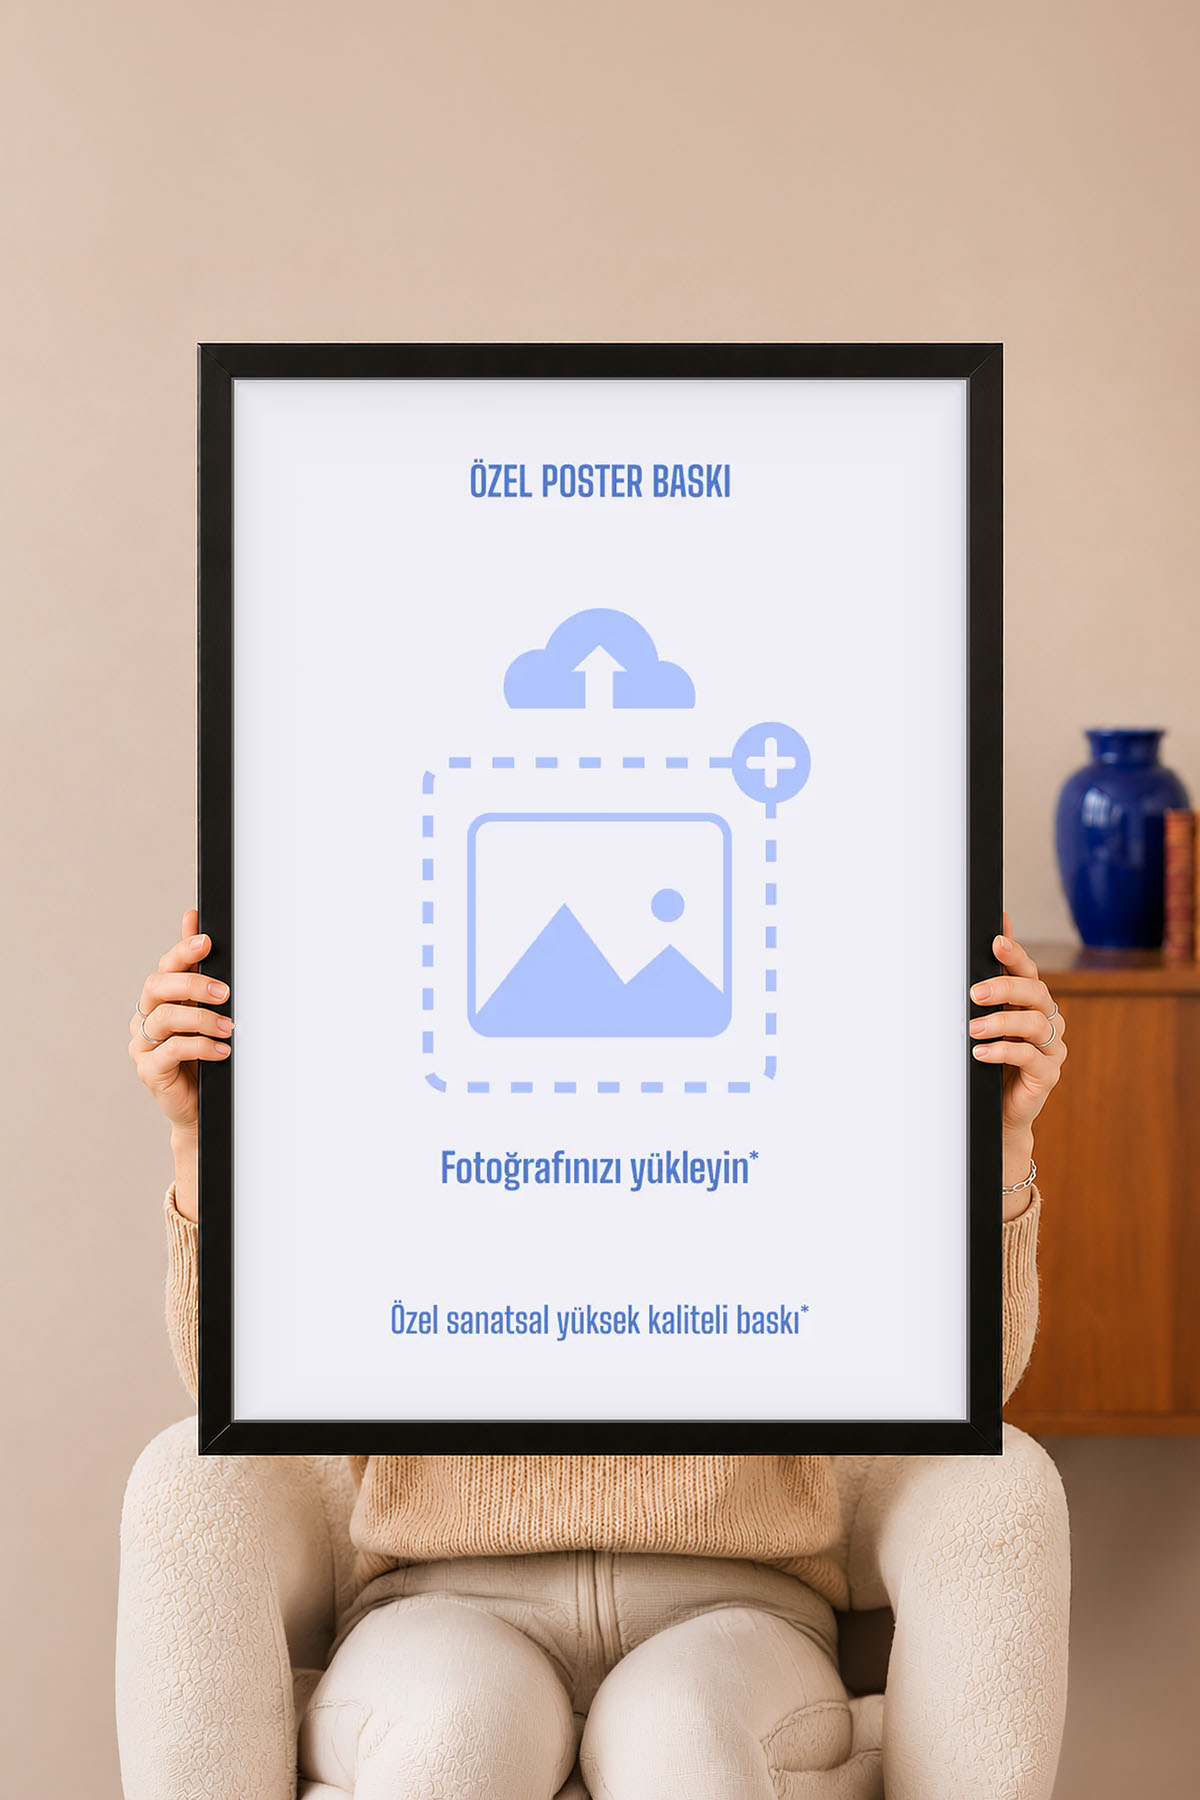 ÖZEL POSTER BASKI
Fotoğrafınızı yükleyin*
Özel sanatsal yüksek kaliteli baskı*